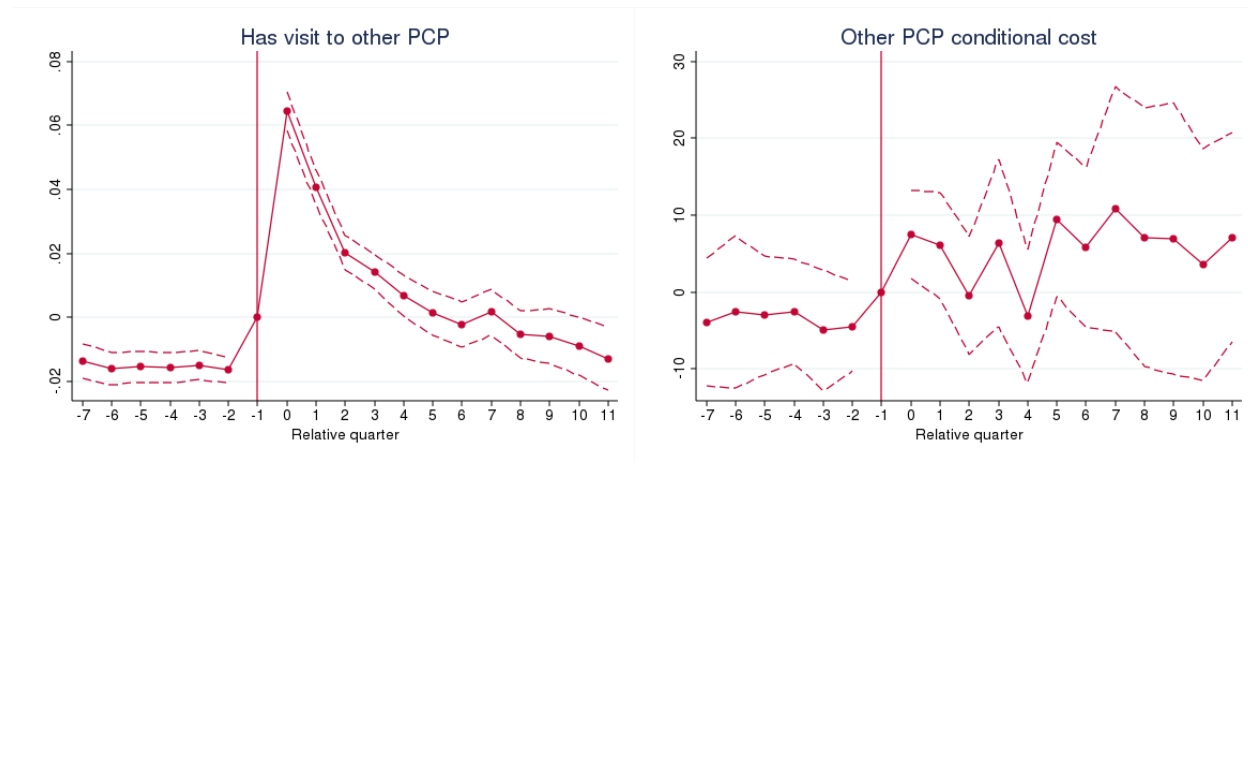 Has visit to other PCP
.08
.06
.04
.02
0
-.02
-7 -6 -5 -4 -3 -2 -1 0 1 2 3 4 5 6 7 8 9 10 11
Relative quarter
Other PCP conditional cost
30
20
10
0
-10
-7 -6 -5 -4 -3 -2 -1 0 1 2 3 4 5 6 7 8 9 10 11
Relative quarter